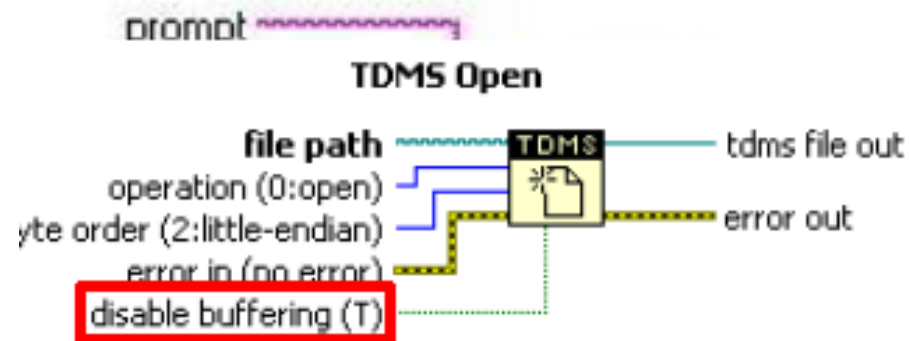 prompt
TDMS Open
file path
TDMS
tdms file out
operation (0:open)
yte order (2:little-endian)
error out
error in (no error)
disable buffering (T)